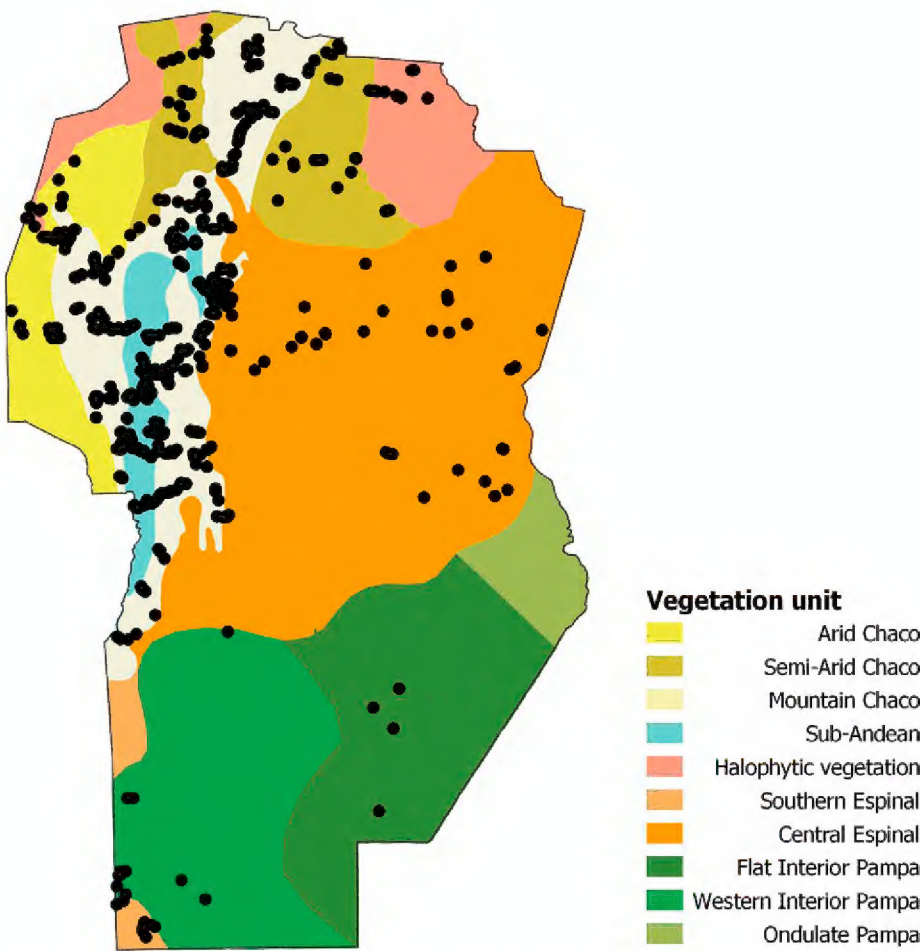 Vegetation unit
Arid Chaco
Semi-Arid Chaco
Mountain Chaco
Sub-Andean
Halophytic vegetation
Southern Espinal
Central Espinal
Flat Interior Pampa
Western Interior Pampa
Ondulate Pampa